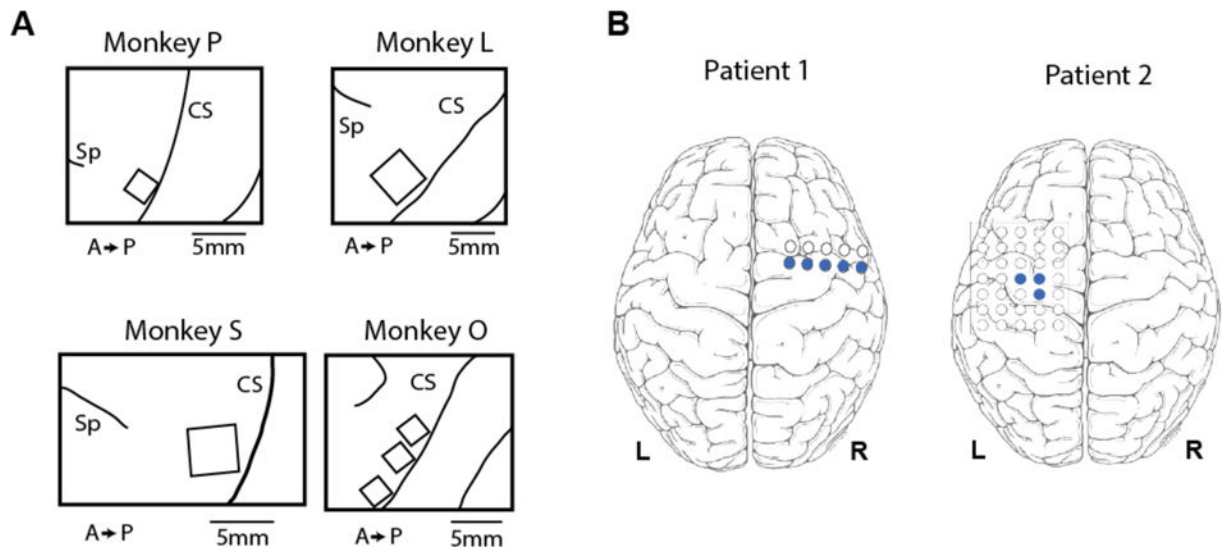 A
Monkey P
CS
Sp
A→P
5mm
Monkey L
CS
Sp
A→P
5mm
Monkey S
CS
Sp
A→P
5mm
Monkey O
CS
A→P
5mm
B
Patient 1
L
R
Patient 2
L
R